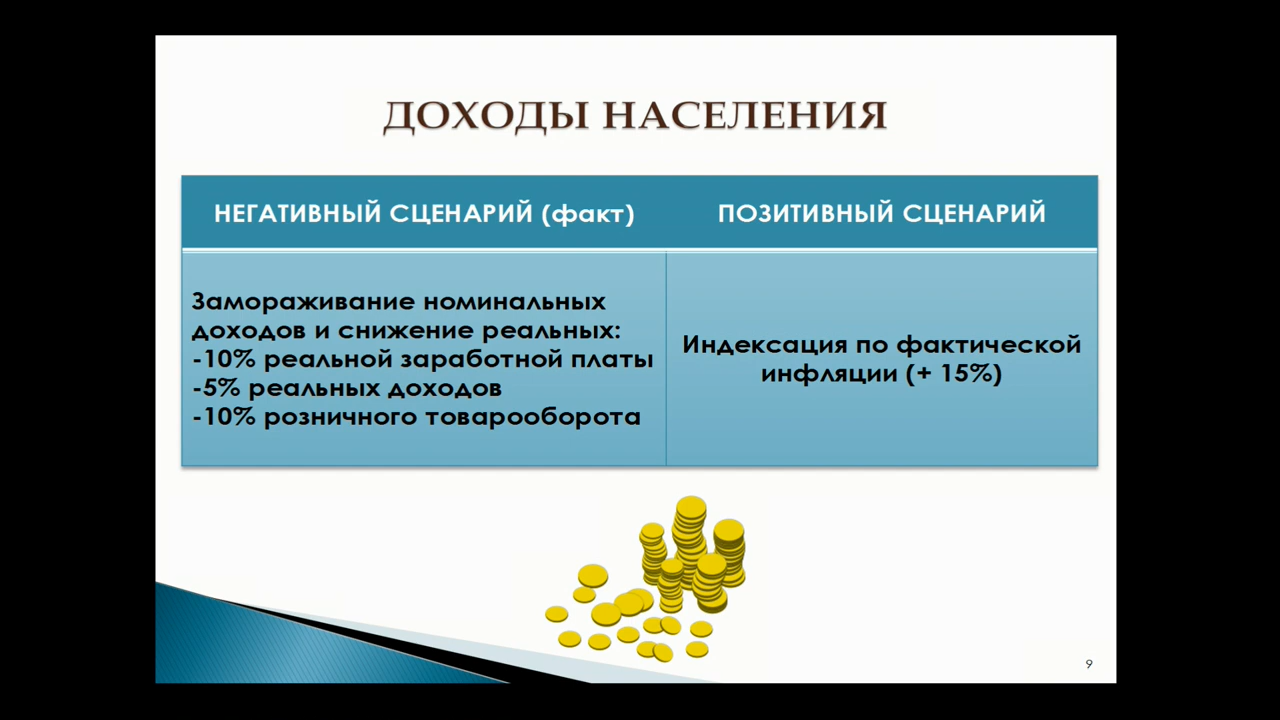 ДОХОДЫ НАСЕЛЕНИЯ
НЕГАТИВНЫЙ СЦЕНАРИЙ (факт)
ПОЗИТИВНЫЙ СЦЕНАРИЙ
Замораживание номинальных
доходов и снижение реальных:
-10% реальной заработной платы
-5% реальных доходов
-10% розничного товарооборота
Индексация по фактической
инфляции (+ 15%)
9